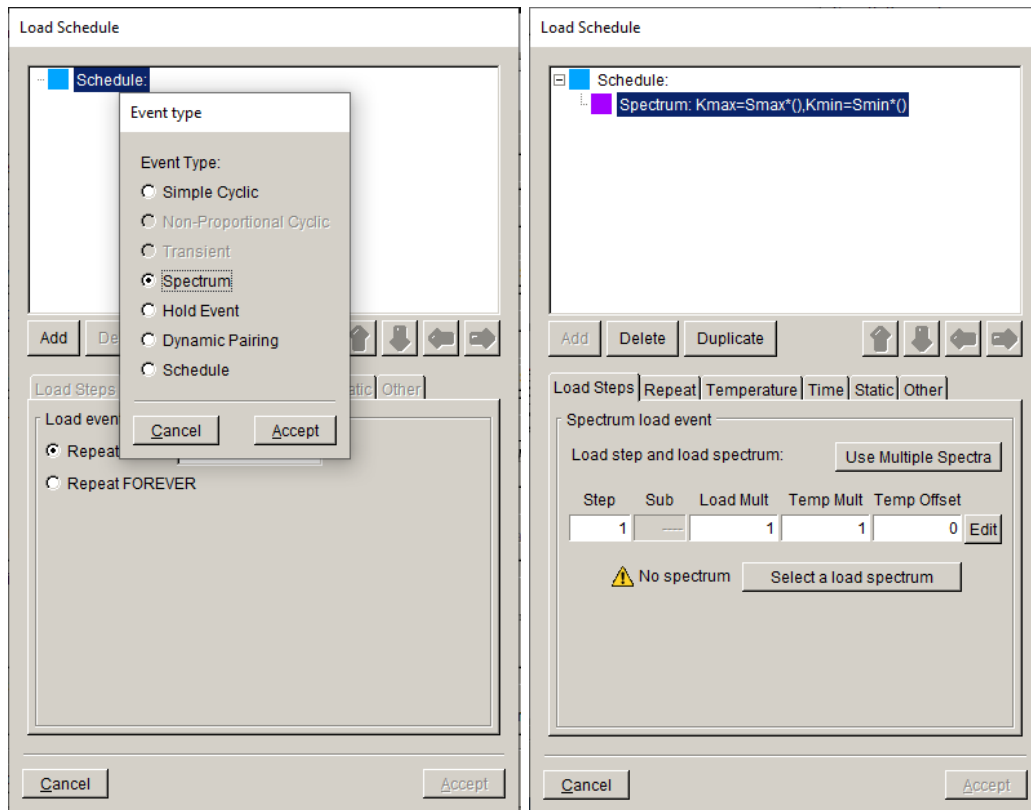 Load Schedule
Schedule:
Event type
Event Type:
Simple Cyclic
Non-Proportional Cyclic
Transient
Spectrum
Hold Event
Dynamic Pairing
Schedule
Cancel Accept
Add De
Load Steps atic Other
Load even
Repeat
Repeat FOREVER
Cancel Accept
Load Schedule
Schedule:
Spectrum: Kmax=Smax*(),Kmin=Smin*()
Add Delete Duplicate
Load Steps Repeat Temperature Time Static Other
Spectrum load event
Load step and load spectrum: Use Multiple Spectra
Step Sub Load Mult Temp Mult Temp Offset
1 ---- 1 1 0 Edit
No spectrum Select a load spectrum
Cancel Accept